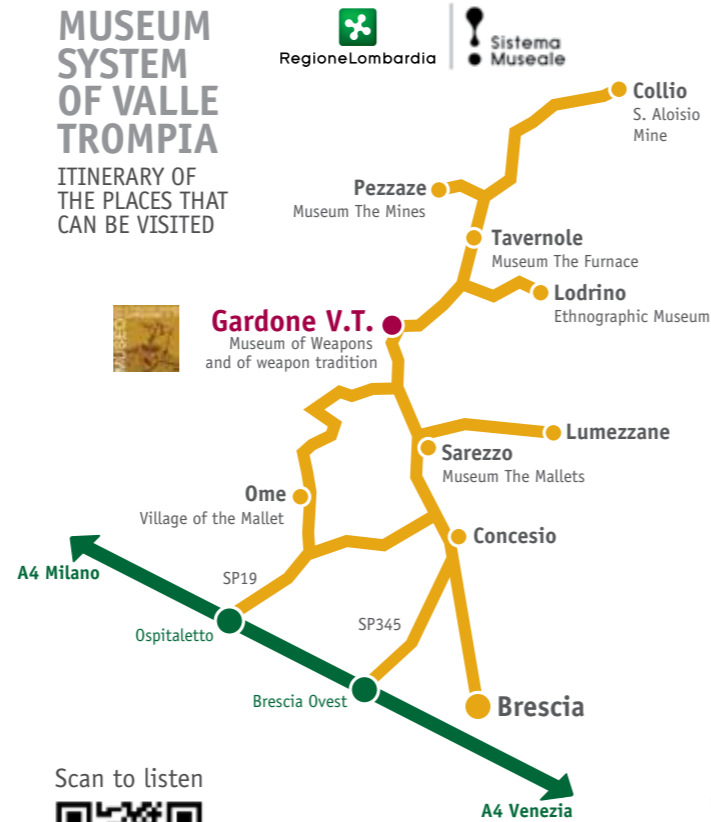 MUSEUM
SYSTEM
OF VALLE
TROMPIA
ITINERARY OF
THE PLACES THAT
CAN BE VISITED
RegioneLombardia
Sistema
Museale
Collio
S. Aloisio
Mine
Pezzaze
Museum The Mines
Tavernole
Museum The Furnace
Lodrino
Ethnographic Museum
MUSEO
Gardone V.T.
Museum of Weapons
and of weapon tradition
Lumezzane
Sarezzo
Museum The Mallets
Ome
Village of the Mallet
Concesio
A4 Milano
SP19
Ospitaletto
SP345
Brescia Ovest
Brescia
Scan to listen
A4 Venezia